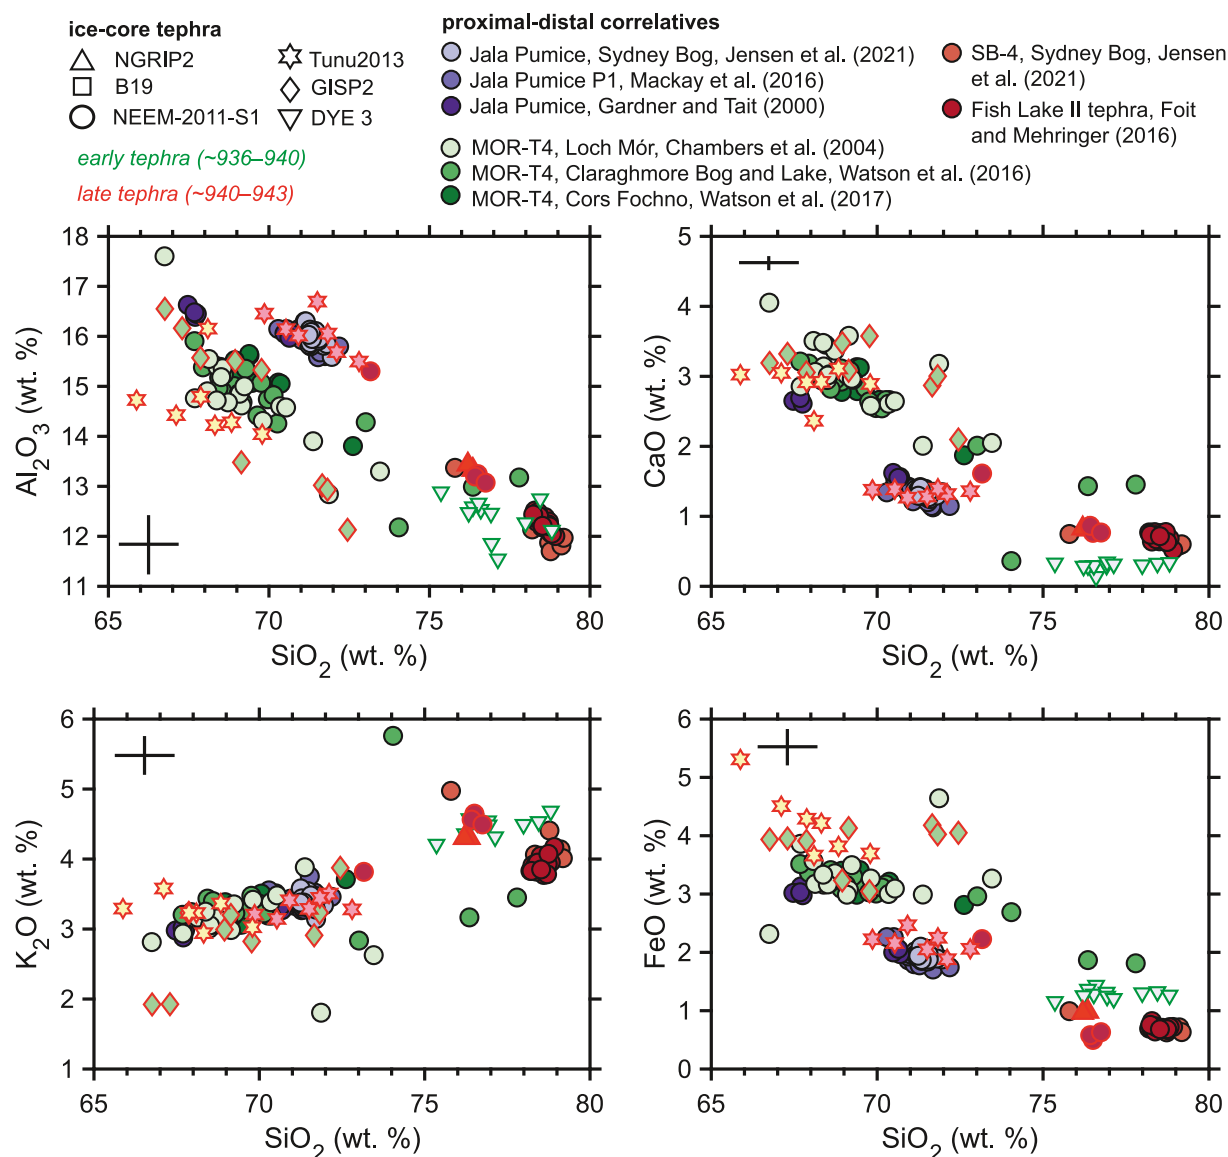 ice-core tephra
NGRIP2
B19
NEEM-2011-S1
Tunu2013
GISP2
DYE 3
early tephra (~936–940)
late tephra (~940–943)
proximal-distal correlatives
Jala Pumice, Sydney Bog, Jensen et al. (2021)
Jala Pumice P1, Mackay et al. (2016)
Jala Pumice, Gardner and Tait (2000)
MOR-T4, Loch Mór, Chambers et al. (2004)
MOR-T4, Claraghmore Bog and Lake, Watson et al. (2016)
MOR-T4, Cors Fochno, Watson et al. (2017)
SB-4, Sydney Bog, Jensen
et al. (2021)
Fish Lake II tephra, Foit
and Mehringer
(2016)
18
17
16
15
14
13
12
11
Al2O3 (wt. %)
65 70 75 80
SiO2 (wt. %)
5
4
3
2
1
0
CaO (wt. %)
65 70 75 80
SiO2 (wt. %)
6
5
4
3
2
1
K2O (wt. %)
65 70 75 80
SiO2 (wt. %)
6
5
4
3
2
1
0
FeO (wt. %)
65 70 75 80
SiO2 (wt. %)